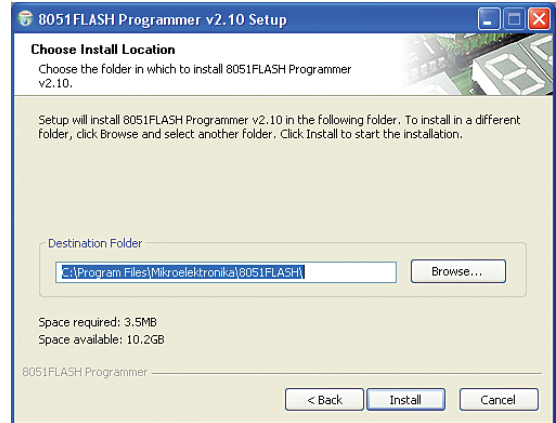 8051FLASH Programmer v2.10 Setup
Choose Install Location
Choose the folder in which to install 8051FLASH Programmer
v2.10.
Setup will install 8051FLASH Programmer v2.10 in the following folder. To install in a different
folder, click Browse and select another folder. Click Install to start the installation.
Destination Folder
C:\Program Files\Mikroelektronika\8051FLASH\
Browse...
Space required: 3.5MB
Space available: 10.2GB
8051FLASH Programmer
< Back Install Cancel